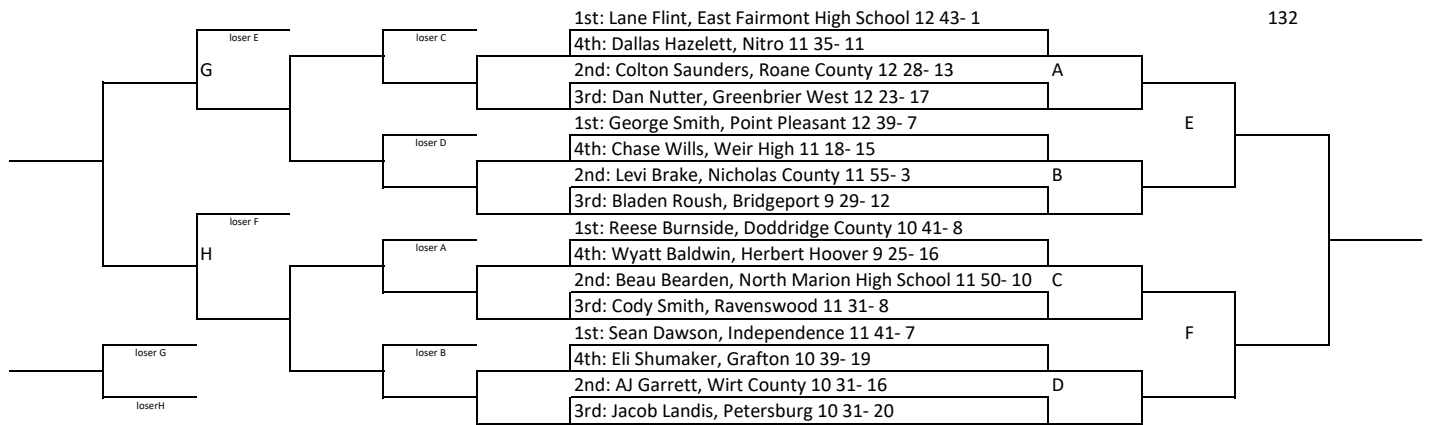 1st: Lane Flint, East Fairmont High School 12 43- 1 132
loser E loser C
4th: Dallas Hazelett, Nitro 11 35- 11
G 2nd: Colton Saunders, Roane County 12 28- 13 A
3rd: Dan Nutter, Greenbrier West 12 23- 17
1st: George Smith, Point Pleasant 12 39- 7 E
loser D
4th: Chase Wills, Weir High 11 18- 15
2nd: Levi Brake, Nicholas County 11 55- 3 B
3rd: Bladen Roush, Bridgeport 9 29- 12
loser F
1st: Reese Burnside, Doddridge County 10 41- 8
loser A
H 4th: Wyatt Baldwin, Herbert Hoover 9 25- 16
2nd: Beau Bearden, North Marion High School 11 50- 10 C
3rd: Cody Smith, Ravenswood 11 31- 8
1st: Sean Dawson, Independence 11 41- 7 F
loser G loser B
4th: Eli Shumaker, Grafton 10 39- 19
2nd: AJ Garrett, Wirt County 10 31- 16 D
loserH
3rd: Jacob Landis, Petersburg 10 31- 20